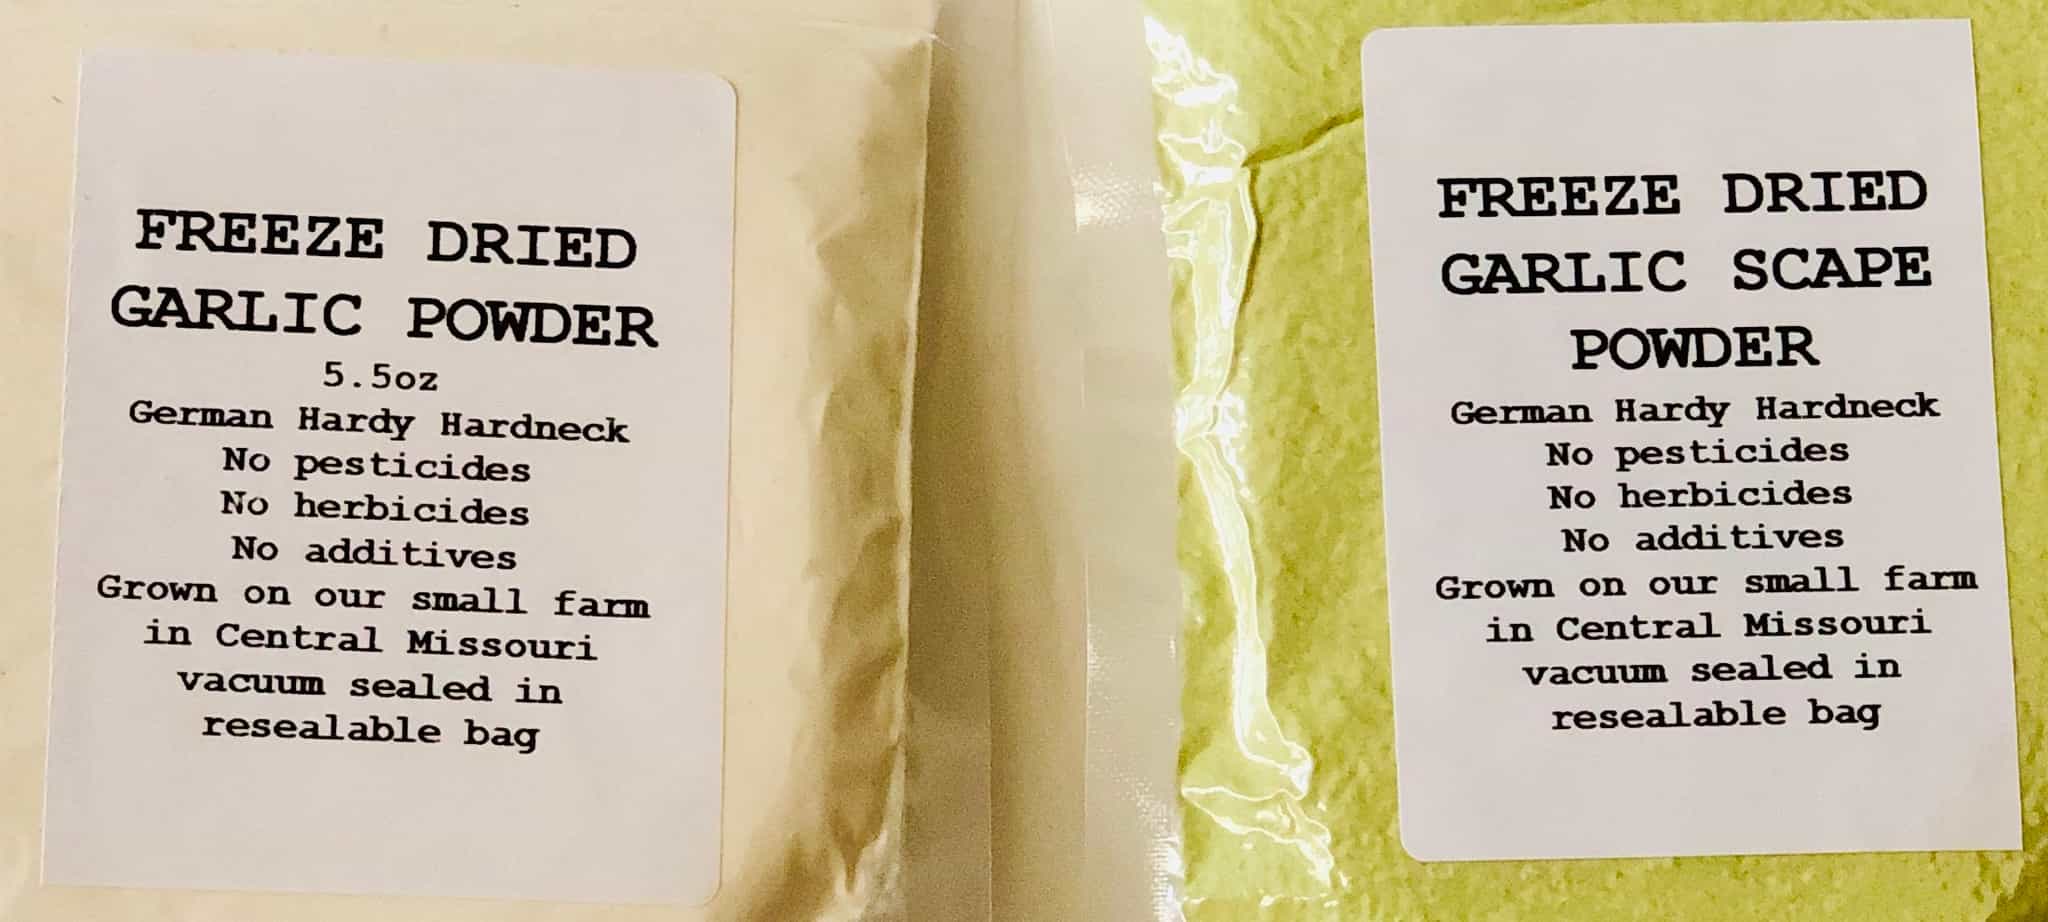 FREEZE DRIED
GARLIC POWDER
5.5oz
German Hardy Hardneck
No pesticides
No herbicides
No additives
Grown on our small farm
in Central Missouri
vacuum sealed in
resealable bag
FREEZE DRIED
GARLIC SCAPE
POWDER
German Hardy Hardneck
No pesticides
No herbicides
No additives
Grown on our small farm
in Central Missouri
vacuum sealed in
resealable bag